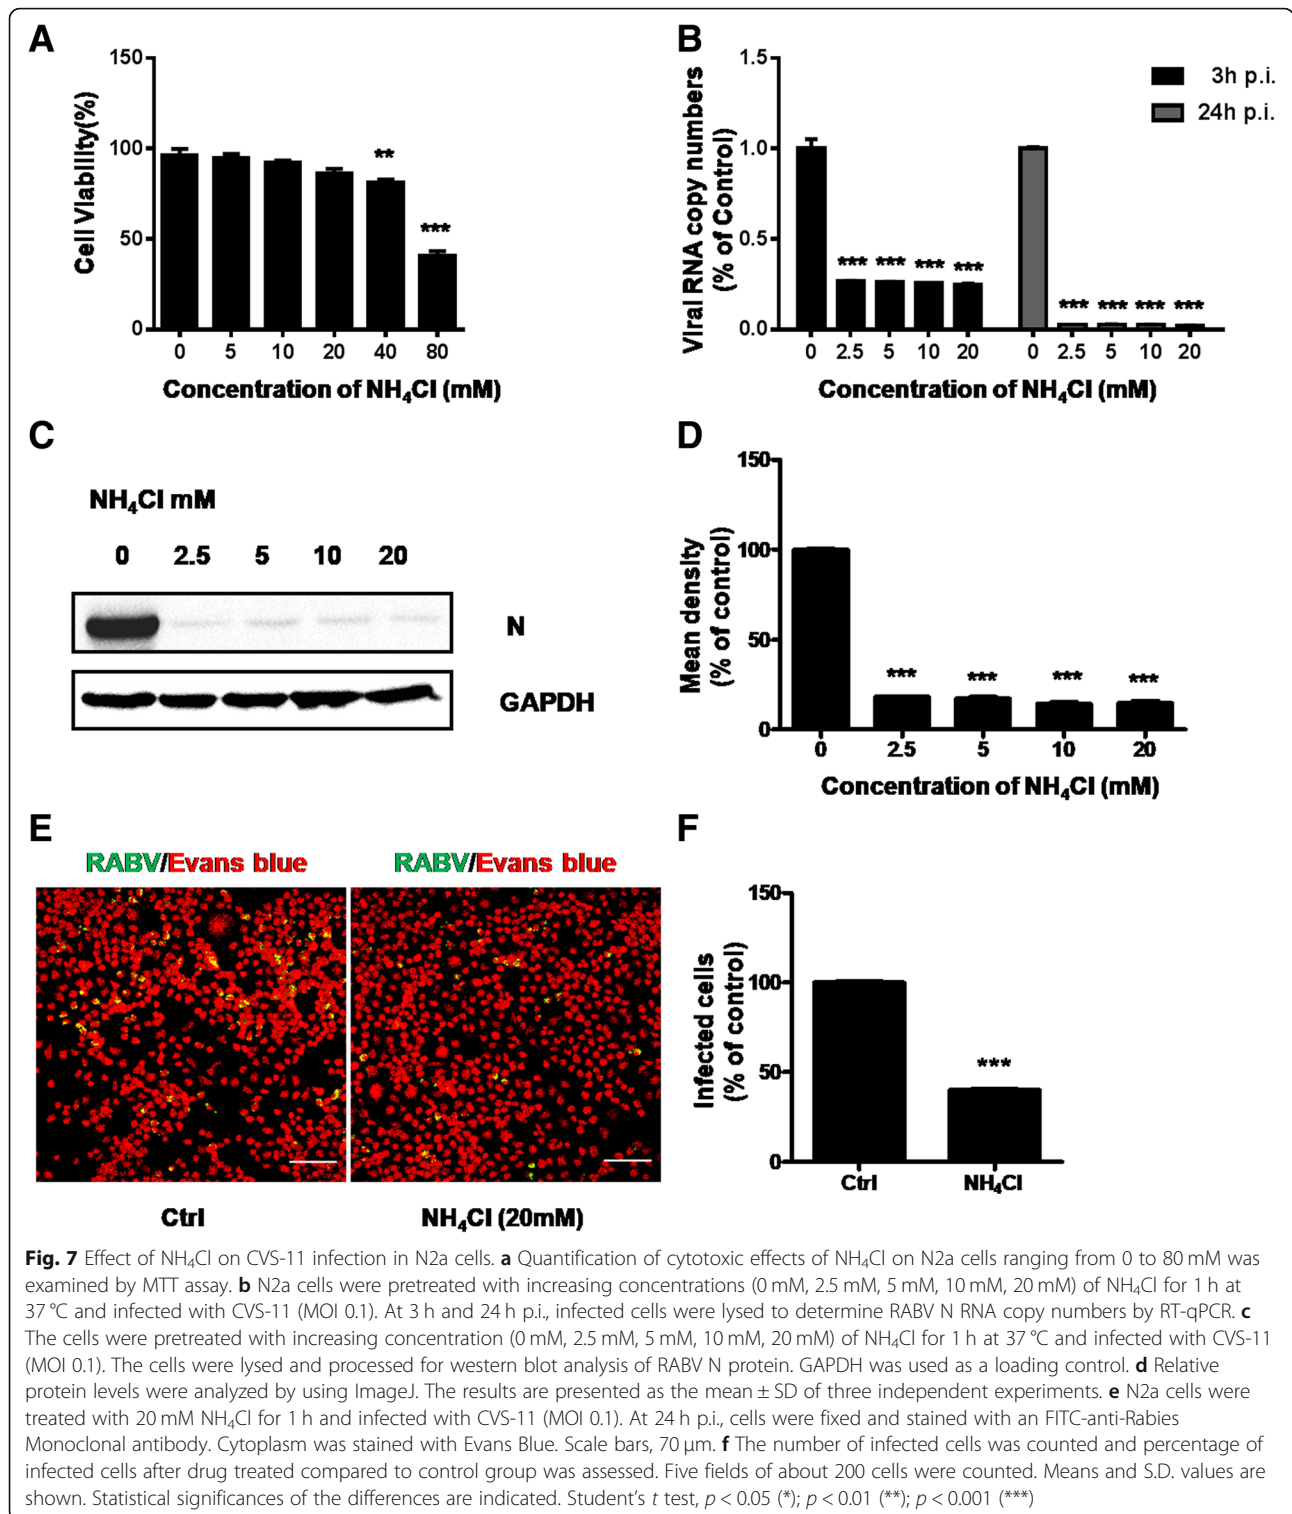 A
150
100
50
0
Cell Viability(%)
**
***
0 5 10 20 40 80
Concentration of NH₄Cl (mM)
B
1.5
1.0
0.5
0.0
Viral RNA copy numbers
(% of Control)
3h p.i.
24h p.i.
*** *** *** ***
*** *** *** ***
0 2.5 5 10 20 0 2.5 5 10 20
Concentration of NH₄Cl (mM)
C
NH₄Cl mM
0 2.5 5 10 20
N
GAPDH
D
150
100
50
0
Mean density
(% of control)
*** *** *** ***
0 2.5 5 10 20
Concentration of NH₄Cl (mM)
E
RABV/Evans blue RABV/Evans blue
Ctrl NH₄Cl (20mM)
F
150
100
50
0
Infected cells
(% of control)
***
Ctrl NH₄Cl
Fig. 7 Effect of NH₄Cl on CVS-11 infection in N2a cells. a Quantification of cytotoxic effects of NH₄Cl on N2a cells ranging from 0 to 80 mM was
examined by MTT assay. b N2a cells were pretreated with increasing concentrations (0 mM, 2.5 mM, 5 mM, 10 mM, 20 mM) of NH₄Cl for 1 h at
37 °C and infected with CVS-11 (MOI 0.1). At 3 h and 24 h p.i., infected cells were lysed to determine RABV N RNA copy numbers by RT-qPCR. c
The cells were pretreated with increasing concentration (0 mM, 2.5 mM, 5 mM, 10 mM, 20 mM) of NH₄Cl for 1 h at 37 °C and infected with CVS-11
(MOI 0.1). The cells were lysed and processed for western blot analysis of RABV N protein. GAPDH was used as a loading control. d Relative
protein levels were analyzed by using ImageJ. The results are presented as the mean ± SD of three independent experiments. e N2a cells were
treated with 20 mM NH₄Cl for 1 h and infected with CVS-11 (MOI 0.1). At 24 h p.i., cells were fixed and stained with an FITC-anti-Rabies
Monoclonal antibody. Cytoplasm was stained with Evans Blue. Scale bars, 70 μm. f The number of infected cells was counted and percentage of
infected cells after drug treated compared to control group was assessed. Five fields of about 200 cells were counted. Means and S.D. values are
shown. Statistical significances of the differences are indicated. Student's t test, p < 0.05 (*); p < 0.01 (**); p < 0.001 (***)